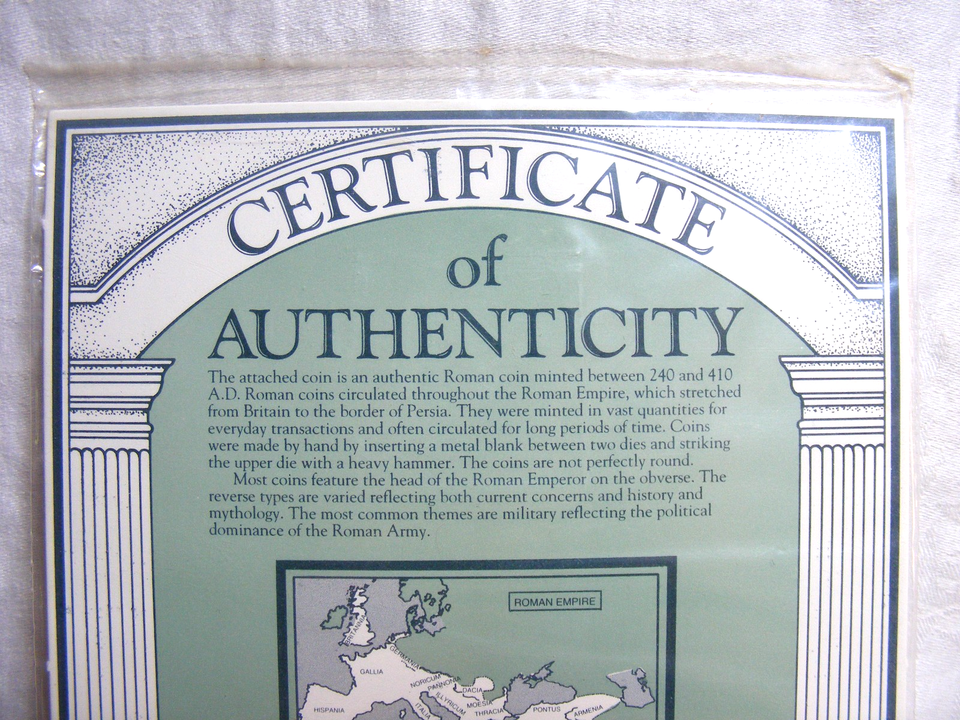 CERTIFICATE
of
AUTHENTICITY
The attached coin is an authentic Roman coin minted between 240 and 410
A.D. Roman coins circulated throughout the Roman Empire, which stretched
from Britain to the border of Persia. They were minted in vast quantities for
everyday transactions and often circulated for long periods of time. Coins
were made by hand by inserting a metal blank between two dies and striking
the upper die with a heavy hammer. The coins are not perfectly round.
Most coins feature the head of the Roman Emperor on the obverse. The
reverse types are varied reflecting both current concerns and history and
mythology. The most common themes are military reflecting the political
dominance of the Roman Army.
ROMAN EMPIRE
BRITANNIA
GERMANIA
GALLIA
NORICUM
PANNONIA
DACIA
ILLYRICUM
MOESIA
HISPANIA
ITALIA
THRACIA
PONTUS
ARMENIA